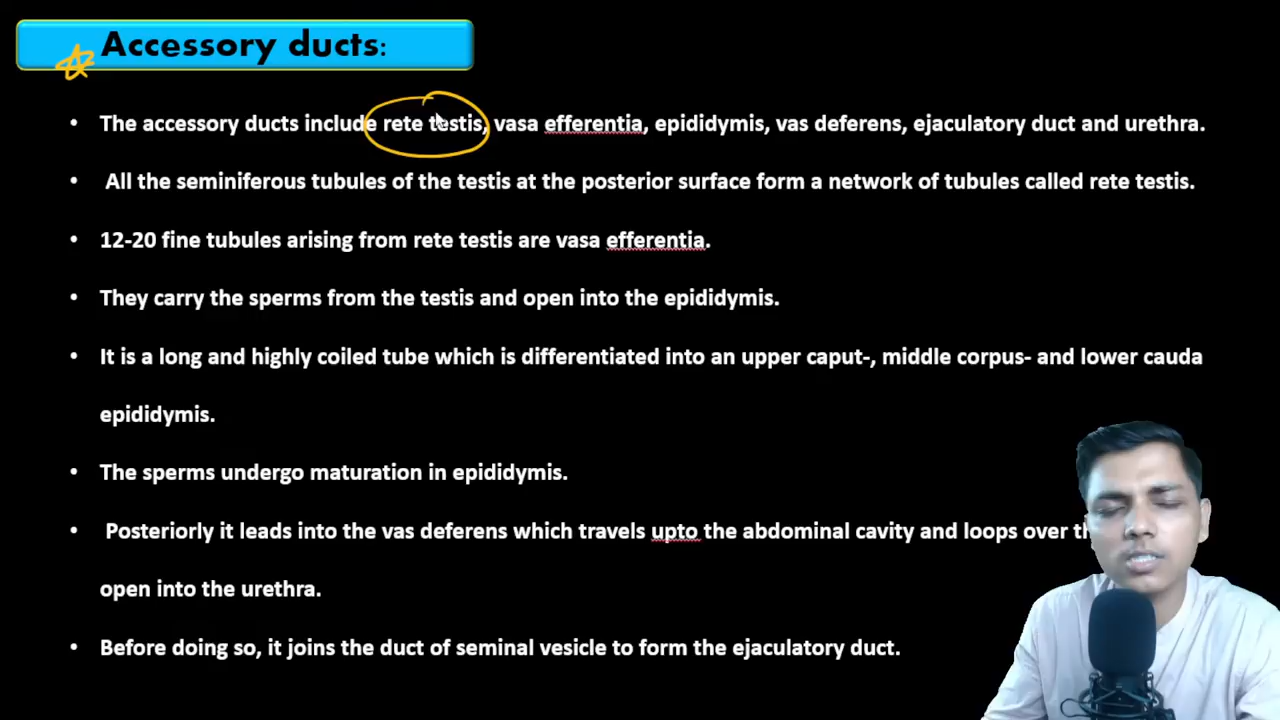 Accessory ducts:
• The accessory ducts include rete testis, vasa efferentia, epididymis, vas deferens, ejaculatory duct and urethra.
• All the seminiferous tubules of the testis at the posterior surface form a network of tubules called rete testis.
• 12-20 fine tubules arising from rete testis are vasa efferentia.
• They carry the sperms from the testis and open into the epididymis.
• It is a long and highly coiled tube which is differentiated into an upper caput-, middle corpus- and lower cauda
epididymis.
• The sperms undergo maturation in epididymis.
• Posteriorly it leads into the vas deferens which travels upto the abdominal cavity and loops over
open into the urethra.
• Before doing so, it joins the duct of seminal vesicle to form the ejaculatory duct.